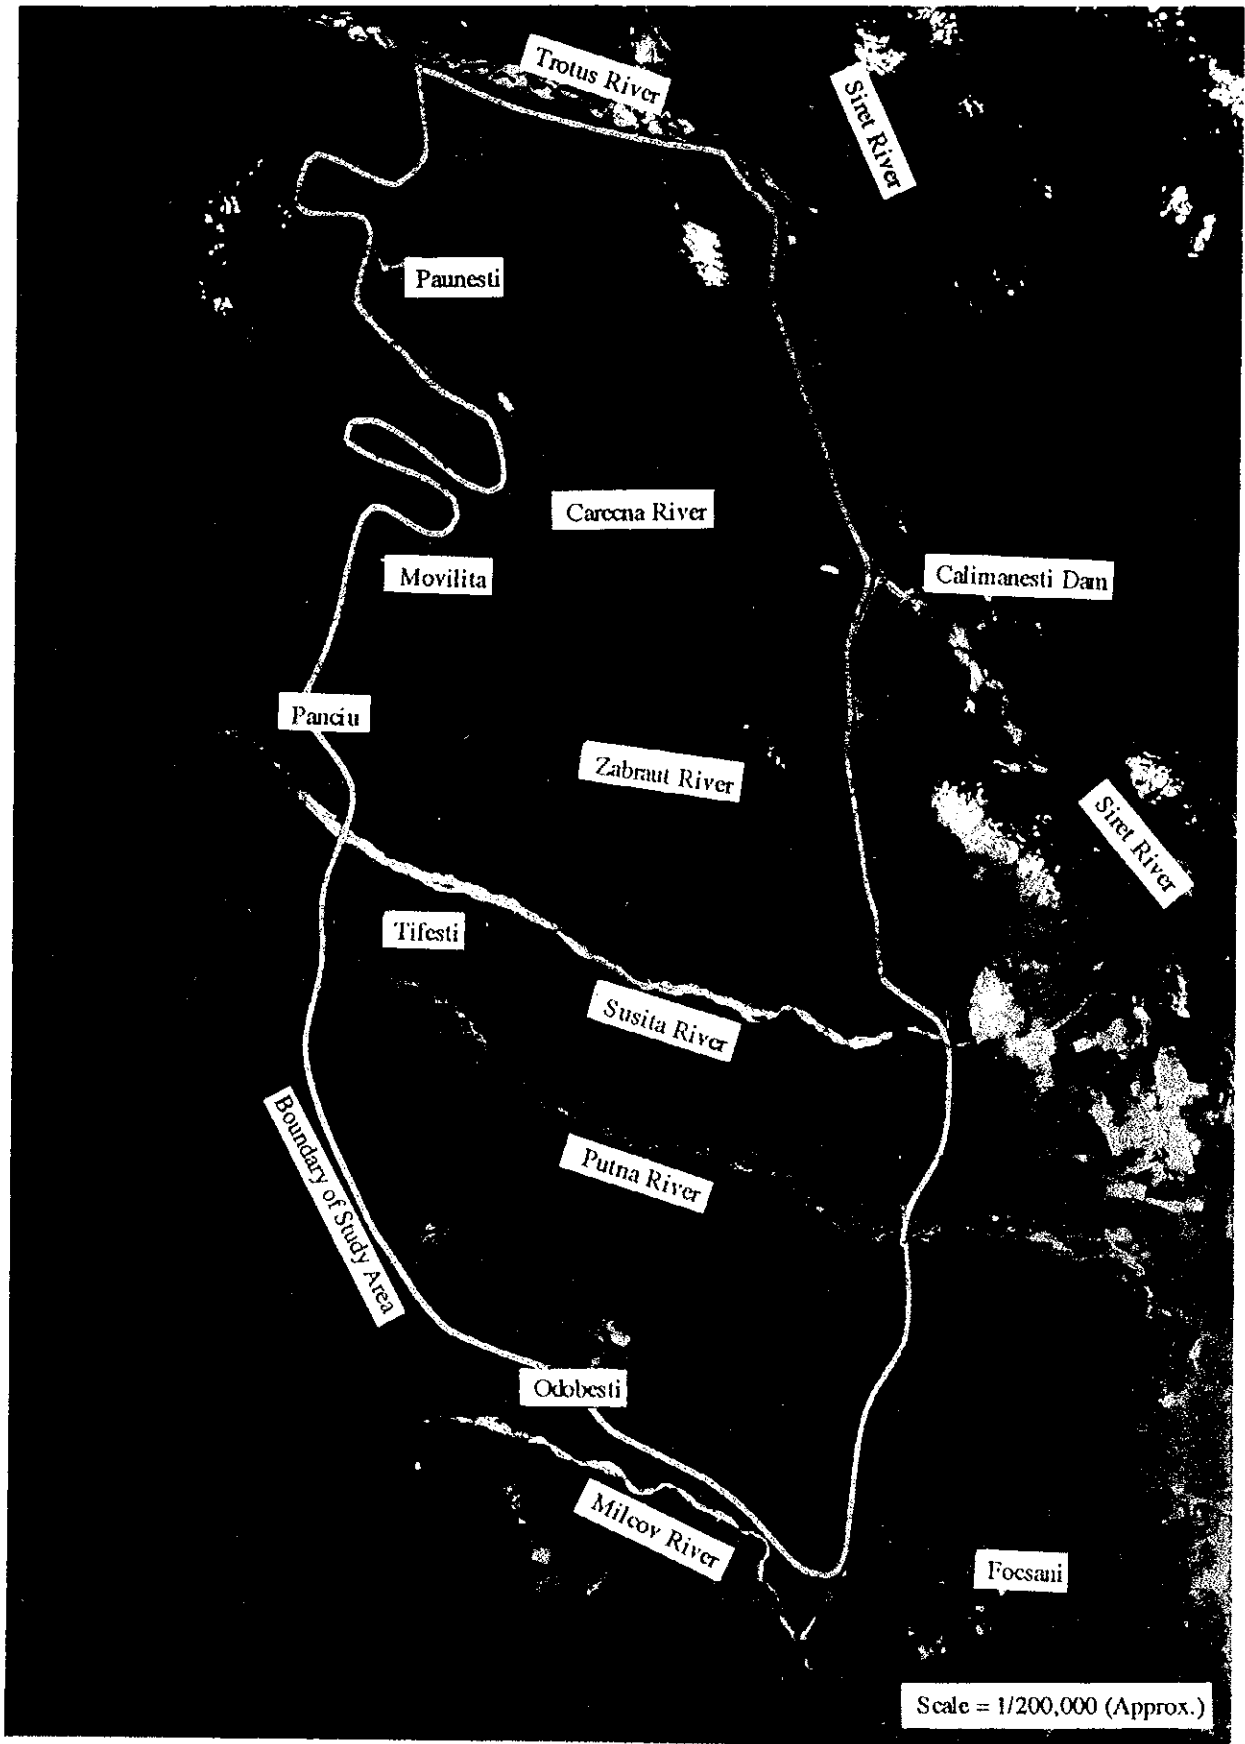 Trotus River
Siret River
Paunesti
Carecna River
Movilita
Calimanesti Dam
Panciu
Zabraut River
Siret River
Tifesti
Susita River
Boundary of Study Area
Putna River
Odobesti
Milcov River
Focsani
Scale = 1/200,000 (Approx.)